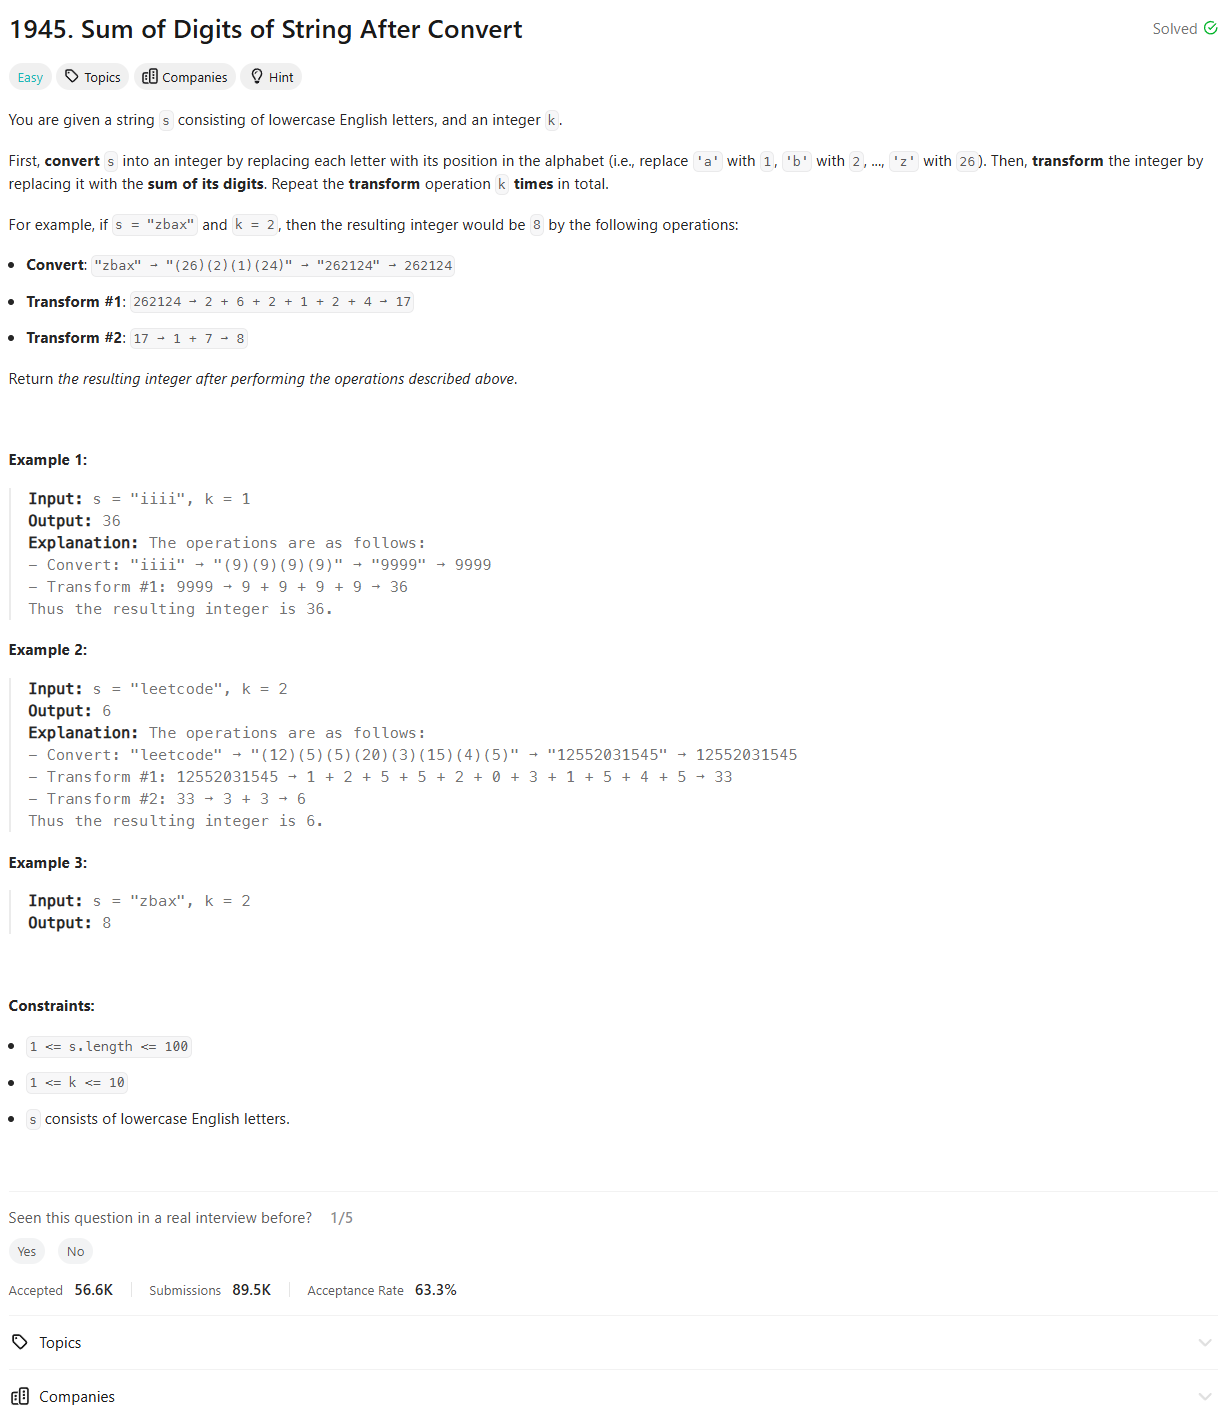 1945. Sum of Digits of String After Convert
Solved
Easy Topics Companies Hint
You are given a string s consisting of lowercase English letters, and an integer k.
First, convert s into an integer by replacing each letter with its position in the alphabet (i.e., replace 'a' with 1, 'b' with 2, ..., 'z' with 26). Then, transform the integer by
replacing it with the sum of its digits. Repeat the transform operation k times in total.
For example, if s = "zbax" and k = 2, then the resulting integer would be 8 by the following operations:
• Convert: "zbax" → "(26)(2)(1)(24)" → "262124" → 262124
• Transform #1: 262124 → 2 + 6 + 2 + 1 + 2 + 4 → 17
• Transform #2: 17 → 1 + 7 → 8
Return the resulting integer after performing the operations described above.
Example 1:
Input: s = "iiii", k = 1
Output: 36
Explanation: The operations are as follows:
- Convert: "iiii" → "(9)(9)(9)(9)" → "9999" → 9999
- Transform #1: 9999 → 9 + 9 + 9 + 9 → 36
Thus the resulting integer is 36.
Example 2:
Input: s = "leetcode", k = 2
Output: 6
Explanation: The operations are as follows:
- Convert: "leetcode" → "(12)(5)(5)(20)(3)(15)(4)(5)" → "12552031545" → 12552031545
- Transform #1: 12552031545 → 1 + 2 + 5 + 5 + 2 + 0 + 3 + 1 + 5 + 4 + 5 → 33
- Transform #2: 33 → 3 + 3 → 6
Thus the resulting integer is 6.
Example 3:
Input: s = "zbax", k = 2
Output: 8
Constraints:
• 1 <= s.length <= 100
• 1 <= k <= 10
• s consists of lowercase English letters.
Seen this question in a real interview before? 1/5
Yes No
Accepted 56.6K Submissions 89.5K Acceptance Rate 63.3%
Topics
Companies